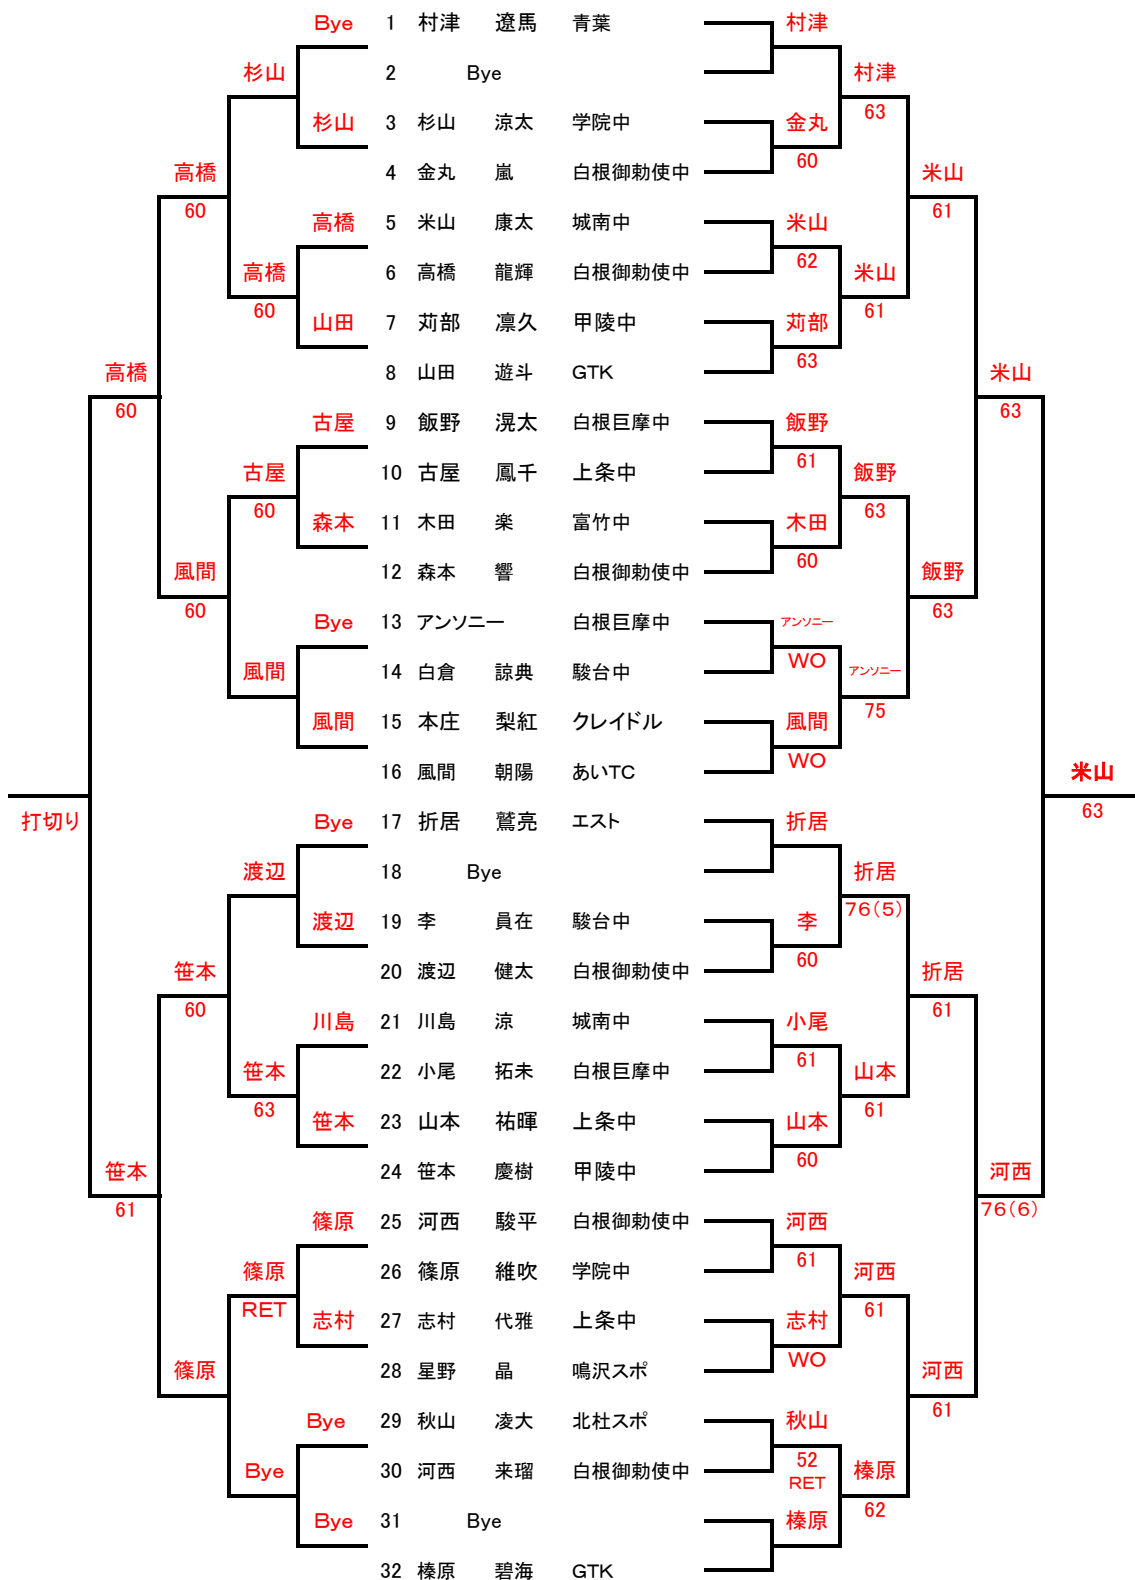 Bye 1 村津 遼馬 青葉 村津
杉山 2 Bye 村津
杉山 3 杉山 涼太 学院中 金丸 63
高橋 4 金丸 嵐 白根御勅使中 60 米山
60 高橋 5 米山 康太 城南中 米山 61
高橋 6 高橋 龍輝 白根御勅使中 62 米山
60 山田 7 苅部 凛久 甲陵中 苅部 61
高橋 8 山田 遊斗 GTK 63 米山
60 古屋 9 飯野 滉太 白根巨摩中 飯野 63
古屋 10 古屋 鳳千 上条中 61 飯野
60 森本 11 木田 楽 富竹中 木田 63
風間 12 森本 響 白根御勅使中 60 飯野
60 Bye 13 アンソニー 白根巨摩中 アンソニー 63
風間 14 白倉 諒典 駿台中 WO アンソニー
風間 15 本庄 梨紅 クレイドル 風間 75
16 風間 朝陽 あいTC WO 米山
打切り Bye 17 折居 鷲亮 エスト 折居 63
渡辺 18 Bye 折居
渡辺 19 李 員在 駿台中 李 76(5)
笹本 20 渡辺 健太 白根御勅使中 60 折居
60 川島 21 川島 涼 城南中 小尾 61
笹本 22 小尾 拓未 白根巨摩中 61 山本
63 笹本 23 山本 祐暉 上条中 山本 61
笹本 24 笹本 慶樹 甲陵中 60 河西
61 篠原 25 河西 駿平 白根御勅使中 河西 76(6)
篠原 26 篠原 維吹 学院中 61 河西
RET 志村 27 志村 代雅 上条中 志村 61
篠原 28 星野 晶 鳴沢スポ WO 河西
Bye 29 秋山 凌大 北杜スポ 秋山 61
Bye 30 河西 来瑠 白根御勅使中 52 RET 榛原
Bye 31 Bye 榛原 62
32 榛原 碧海 GTK